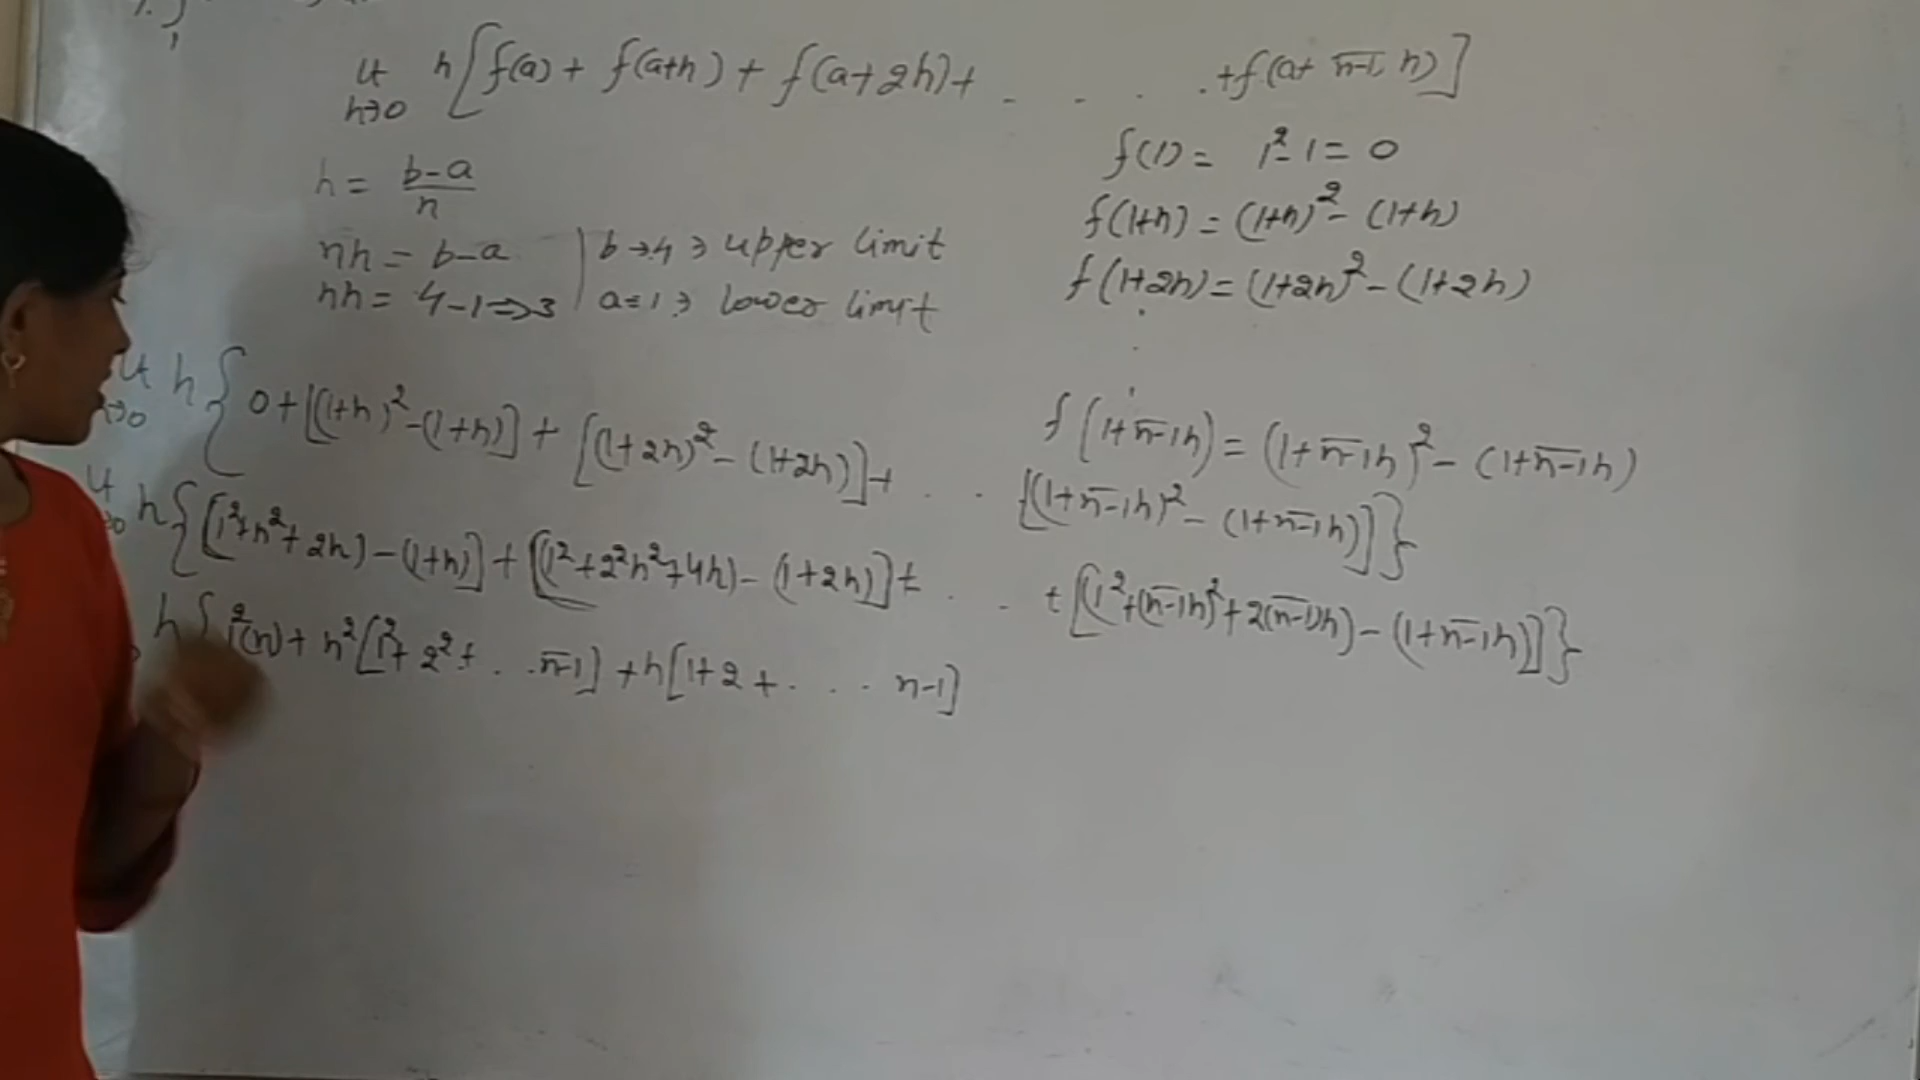 Lt h→0 h[f(a) + f(a+h) + f(a+2h) + . . . . + f(a+ n-1 h)]
h = b-a/n
nh = b-a | b→4 ⇒ upper limit
nh = 4-1 ⇒ 3 | a=1 ⇒ lower limit
f(1) = 1²-1 = 0
f(1+h) = (1+h)² - (1+h)
f(1+2h) = (1+2h)² - (1+2h)
f(1+n-1h) = (1+n-1h)² - (1+n-1h)
Lt h→0 h{0+[(1+h)²-(1+h)] + [(1+2h)² - (1+2h)] + . . [(1+n-1h)² - (1+n-1h)]}
Lt →0 h{[(1²+h²+2h) - (1+h)] + [(1²+2²h²+4h) - (1+2h)] + . . + [(1²+(n-1h)²+2(n-1)h) - (1+n-1h)]}
h{1²(n) + h²[1²+2²+ . . n-1] + h[1+2+ . . . n-1]